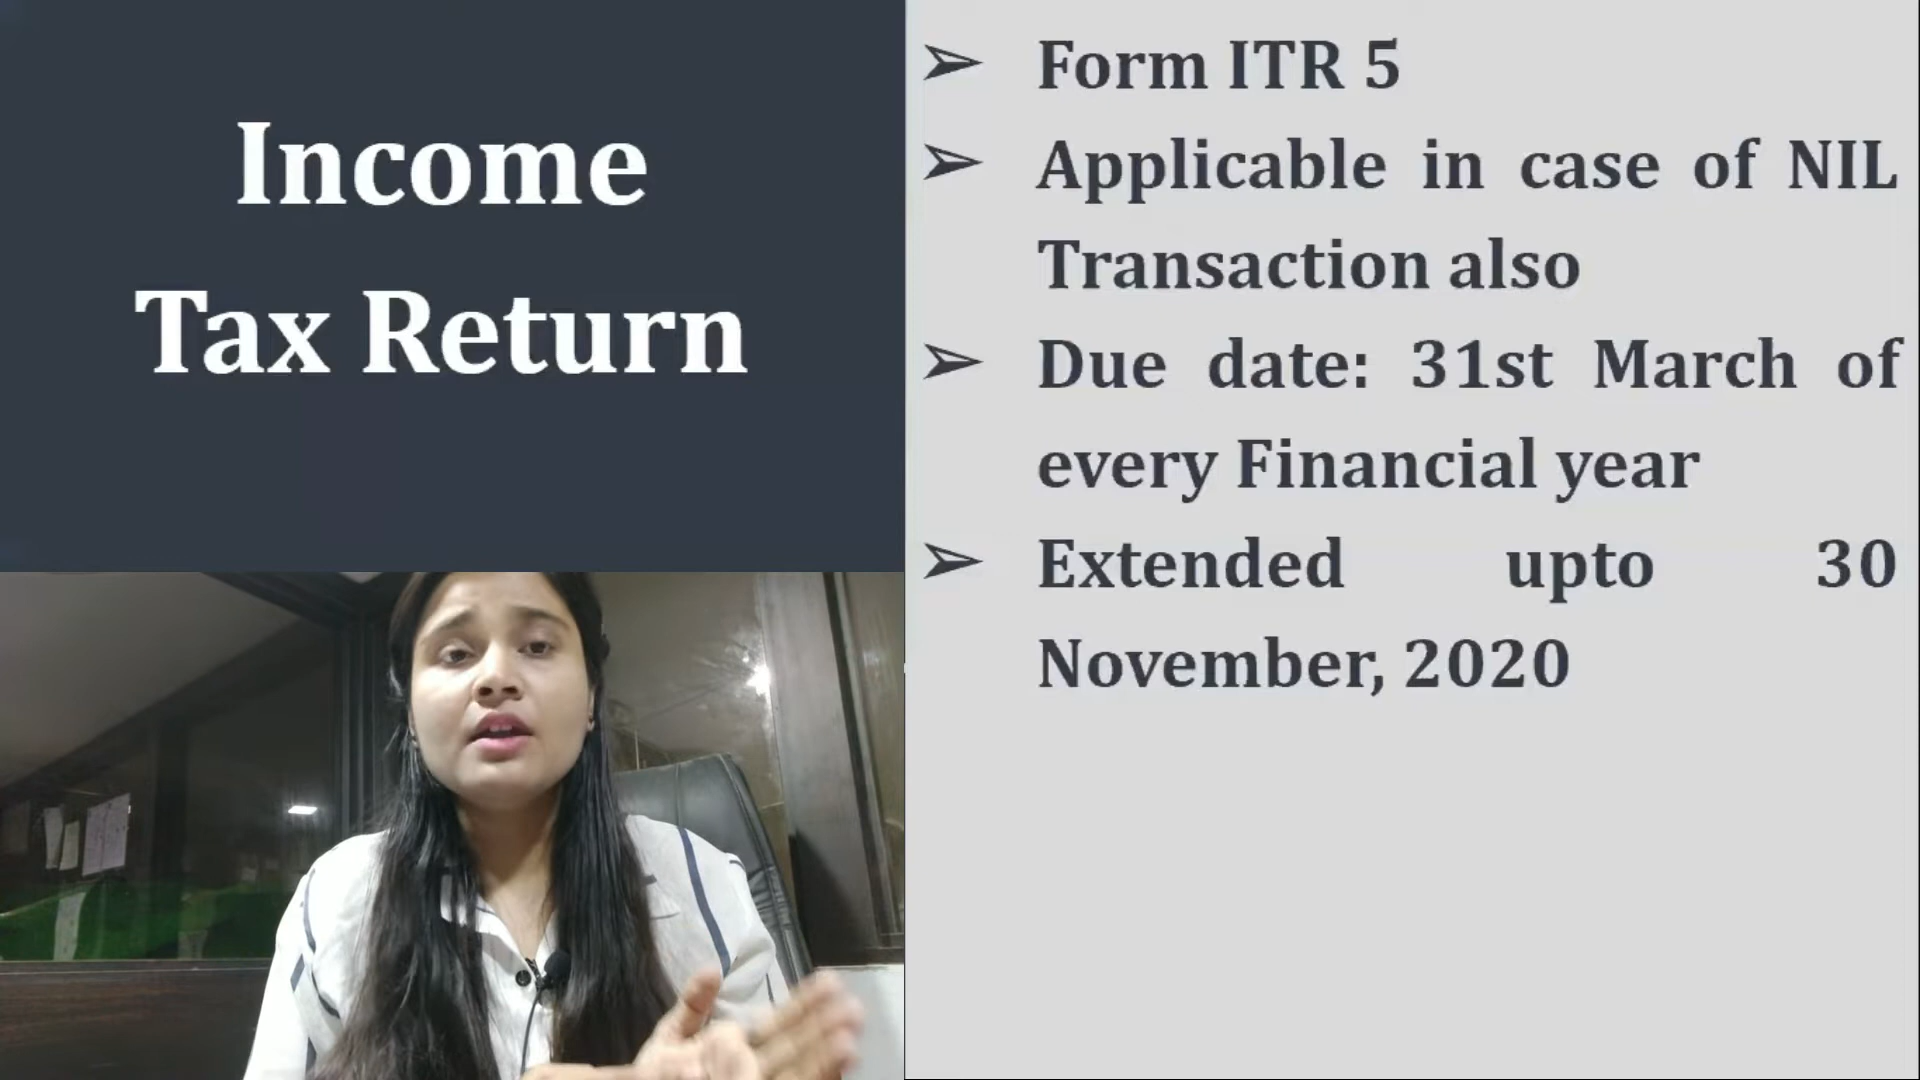 Income
Tax Return
➢ Form ITR 5
➢ Applicable in case of NIL
Transaction also
➢ Due date: 31st March of
every Financial year
➢ Extended upto 30
November, 2020